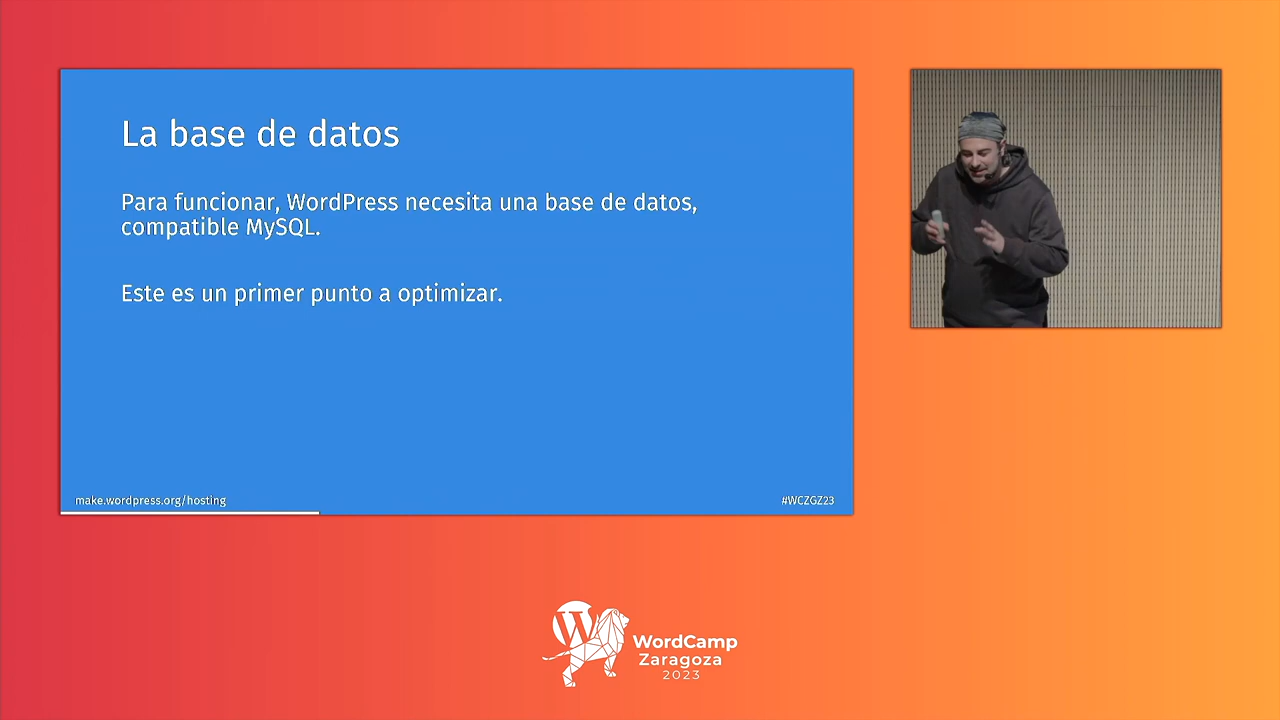 La base de datos
Para funcionar, WordPress necesita una base de datos,
compatible MySQL.
Este es un primer punto a optimizar.
make.wordpress.org/hosting
#WCZGZ23
WordCamp
Zaragoza
2023